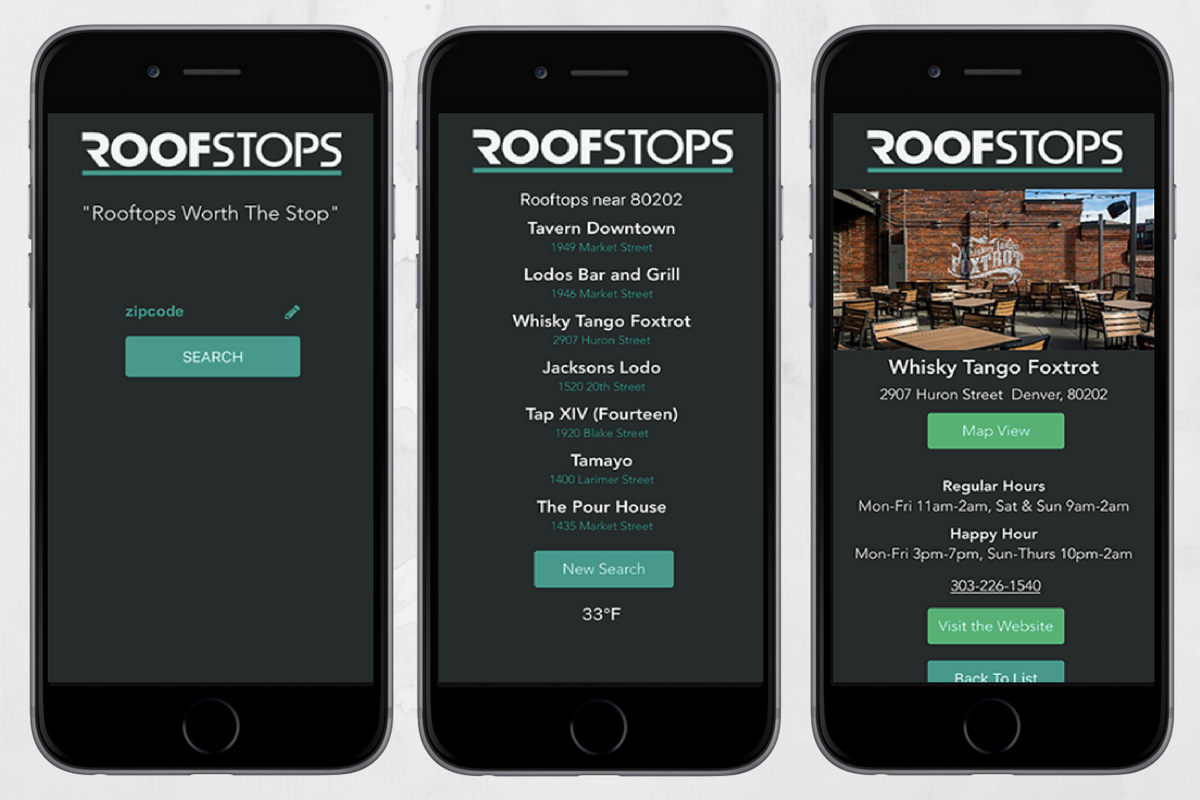 ROOFSTOPS
"Rooftops Worth The Stop"
zipcode
SEARCH
ROOFSTOPS
Rooftops near 80202
Tavern Downtown
1949 Market Street
Lodos Bar and Grill
1946 Market Street
Whisky Tango Foxtrot
2907 Huron Street
Jacksons Lodo
1520 20th Street
Tap XIV (Fourteen)
1920 Blake Street
Tamayo
1400 Larimer Street
The Pour House
1435 Market Street
New Search
33°F
ROOFSTOPS
Whisky Tango
FOXTROT
Whisky Tango Foxtrot
2907 Huron Street Denver, 80202
Map View
Regular Hours
Mon-Fri 11am-2am, Sat & Sun 9am-2am
Happy Hour
Mon-Fri 3pm-7pm, Sun-Thurs 10pm-2am
303-226-1540
Visit the Website
Back To List